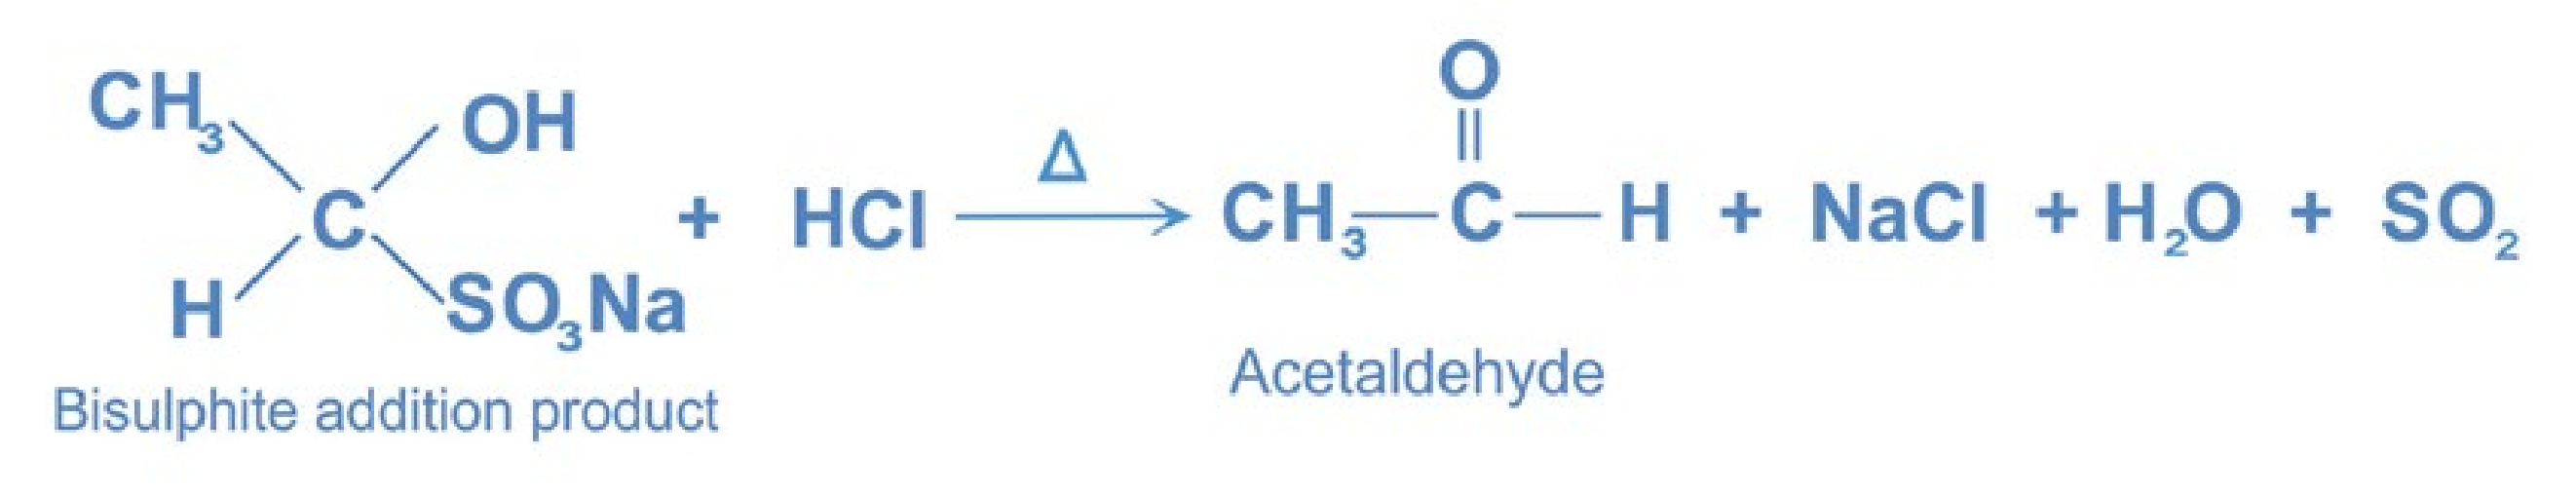 CH₃ OH
C
H SO₃Na
+ HCl Δ
O
CH₃—C—H + NaCl + H₂O + SO₂
Bisulphite addition product
Acetaldehyde